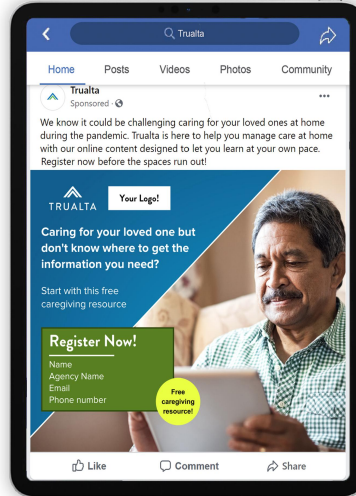 Trualta
Home Posts Videos Photos Community
Trualta
Sponsored ·
We know it could be challenging caring for your loved ones at home
during the pandemic. Trualta is here to help you manage care at home
with our online content designed to let you learn at your own pace.
Register now before the spaces run out!
TRUALTA
Your Logo!
Caring for your loved one but
don't know where to get the
information you need?
Start with this free
caregiving resource
Register Now!
Name
Agency Name
Email
Phone number
Free
caregiving
resource!
Like Comment Share